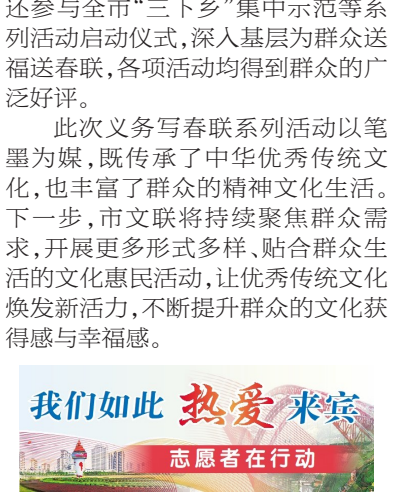 还参与全市“三下乡”集中示范等系
列活动启动仪式,深入基层为群众送
福送春联,各项活动均得到群众的广
泛好评。
此次义务写春联系列活动以笔
墨为媒,既传承了中华优秀传统文
化,也丰富了群众的精神文化生活。
下一步,市文联将持续聚焦群众需
求,开展更多形式多样、贴合群众生
活的文化惠民活动,让优秀传统文化
焕发新活力,不断提升群众的文化获
得感与幸福感。
我们如此 热爱 来宾
志愿者在行动